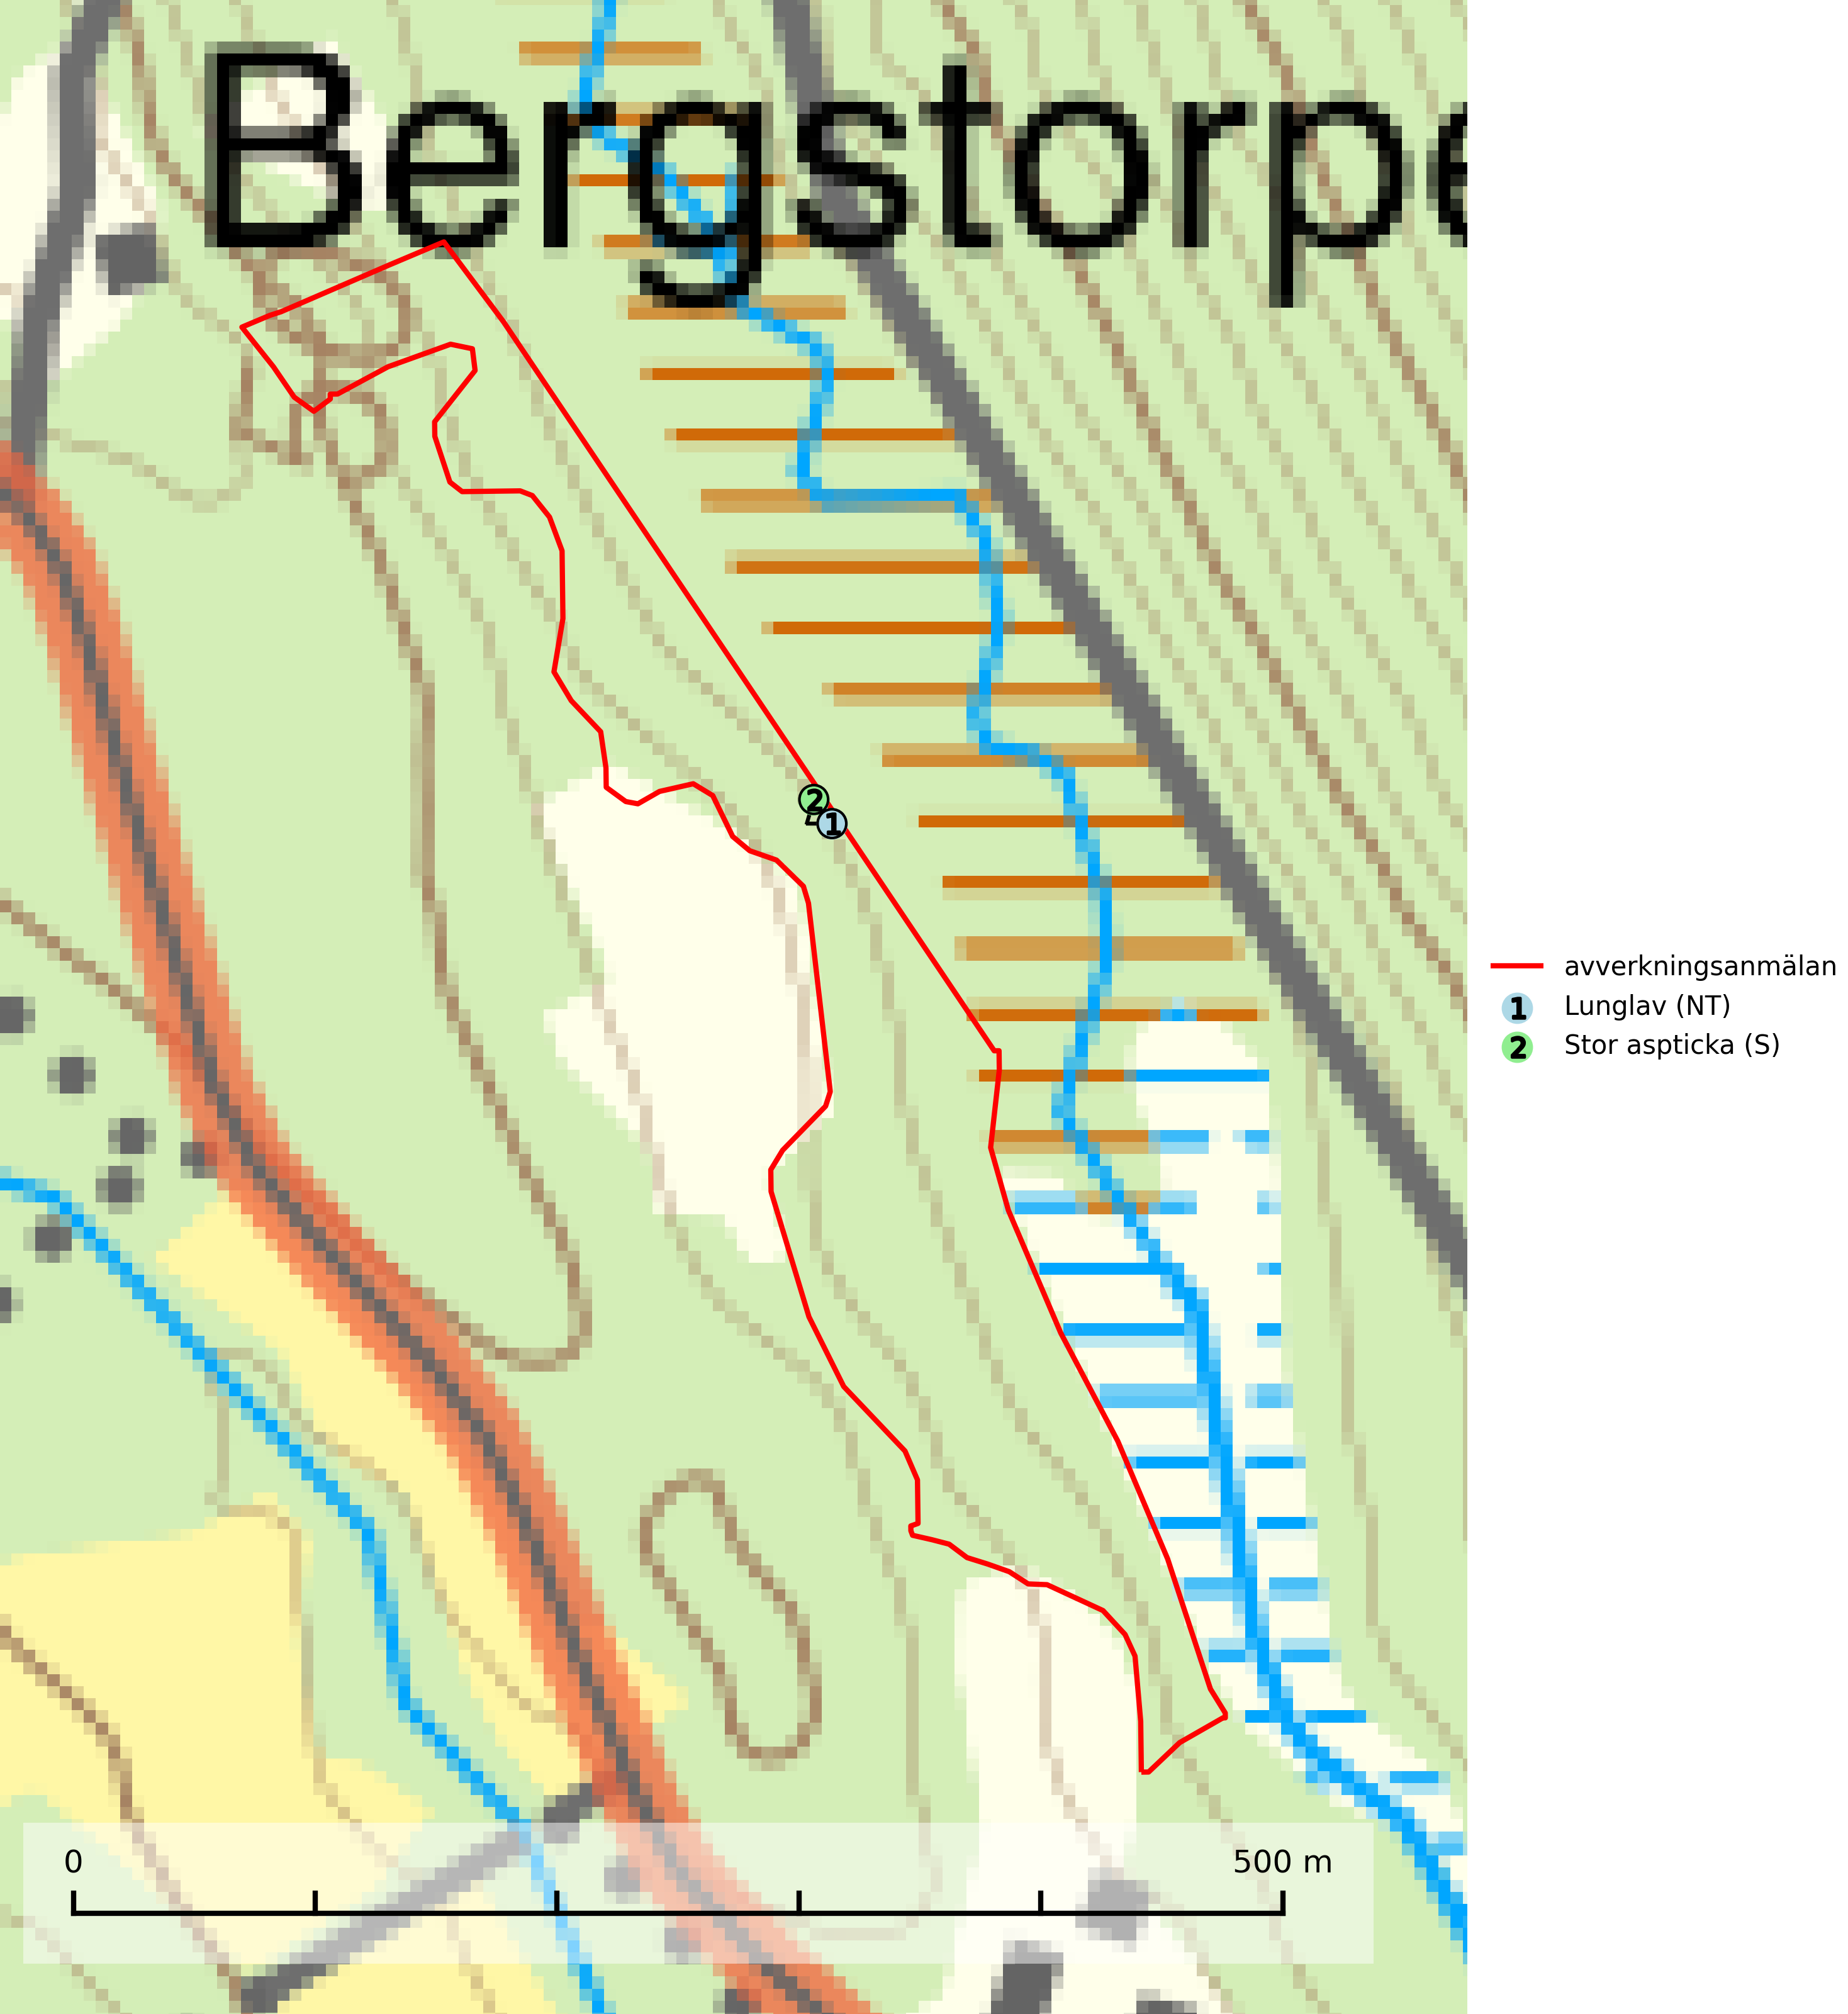 Bergstorpe
2
1
avverkningsanmälan
1 Lunglav (NT)
2 Stor aspticka (S)
0 500 m